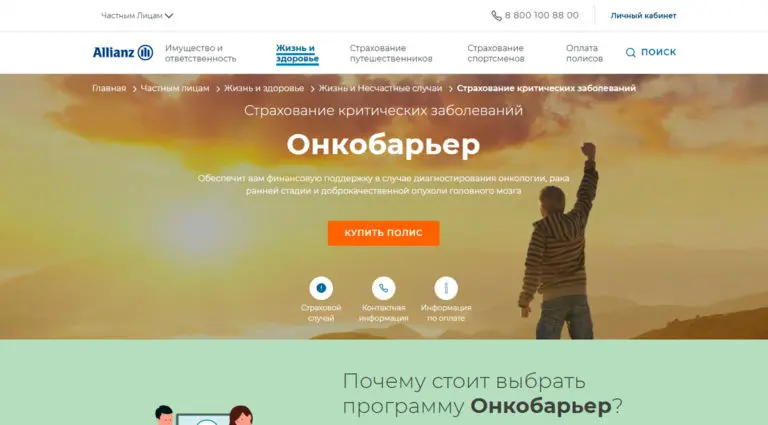 Частным Лицам
8 800 100 88 00
Личный кабинет
Allianz
Имущество и
ответственность
Жизнь и
здоровье
Страхование
путешественников
Страхование
спортсменов
Оплата
полисов
ПОИСК
Главная > Частным лицам > Жизнь и здоровье > Жизнь и Несчастные случаи > Страхование критических заболеваний
Страхование критических заболеваний
Онкобарьер
Обеспечит вам финансовую поддержку в случае диагностирования онкологии, рака
ранней стадии и доброкачественной опухоли головного мозга
КУПИТЬ ПОЛИС
Страховой
случай
Контактная
информация
Информация
по оплате
Почему стоит выбрать
программу Онкобарьер?